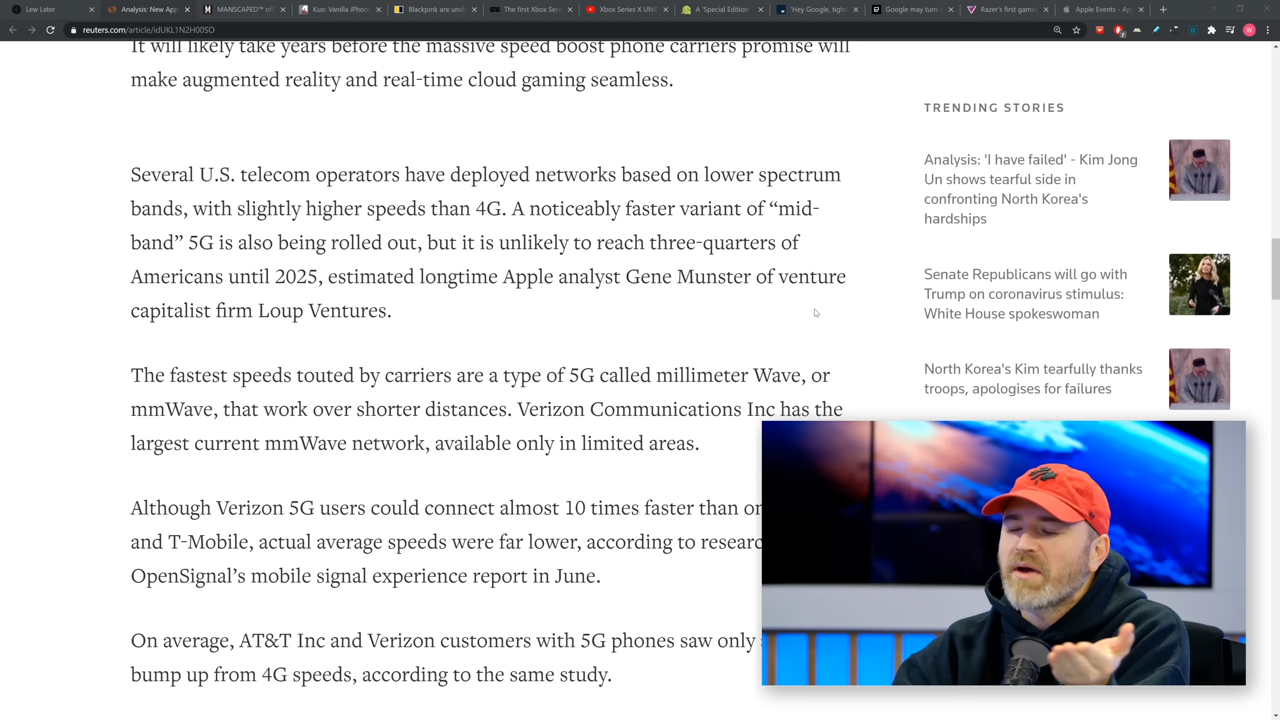 Lew Later
Analysis: New App
MANSCAPED™ offi
Kuo: Vanilla iPhone
Blackpink are unst
The first Xbox Seri
Xbox Series X UN
A 'Special Edition'
'Hey Google, tight
Google may turn
Razer's first gamin
Apple Events - Ap
reuters.com/article/idUKL1N2H00SO
It will likely take years before the massive speed boost phone carriers promise will
make augmented reality and real-time cloud gaming seamless.
Several U.S. telecom operators have deployed networks based on lower spectrum
bands, with slightly higher speeds than 4G. A noticeably faster variant of “mid-
band” 5G is also being rolled out, but it is unlikely to reach three-quarters of
Americans until 2025, estimated longtime Apple analyst Gene Munster of venture
capitalist firm Loup Ventures.
The fastest speeds touted by carriers are a type of 5G called millimeter Wave, or
mmWave, that work over shorter distances. Verizon Communications Inc has the
largest current mmWave network, available only in limited areas.
Although Verizon 5G users could connect almost 10 times faster than
and T-Mobile, actual average speeds were far lower, according to
OpenSignal’s mobile signal experience report in June.
On average, AT&T Inc and Verizon customers with 5G phones saw only
bump up from 4G speeds, according to the same study.
TRENDING STORIES
Analysis: 'I have failed' - Kim Jong
Un shows tearful side in
confronting North Korea's
hardships
Senate Republicans will go with
Trump on coronavirus stimulus:
White House spokeswoman
North Korea's Kim tearfully thanks
troops, apologises for failures